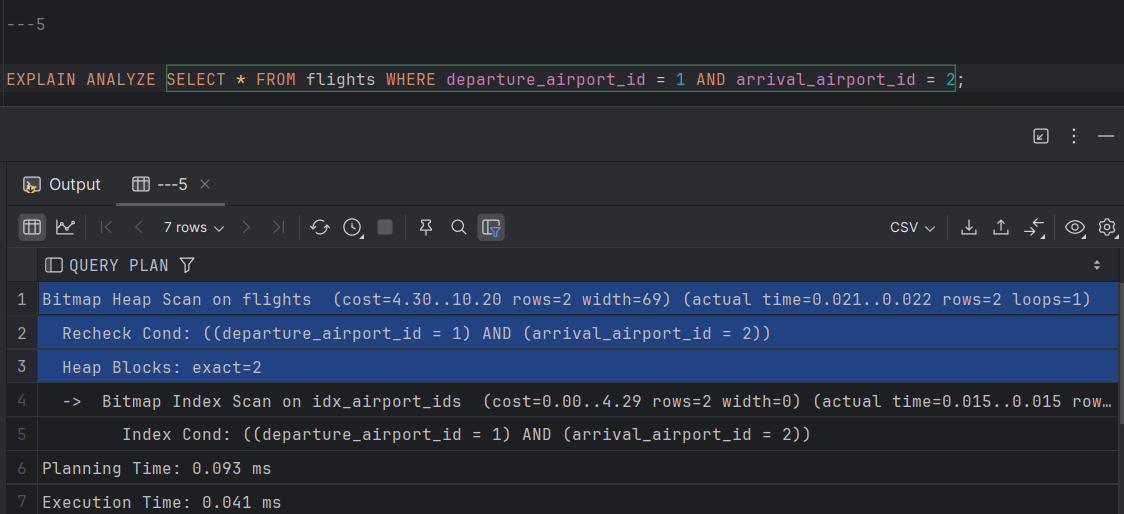 ---5
EXPLAIN ANALYZE SELECT * FROM flights WHERE departure_airport_id = 1 AND arrival_airport_id = 2;
Output
---5
7 rows
CSV
QUERY PLAN
1 Bitmap Heap Scan on flights  (cost=4.30..10.20 rows=2 width=69) (actual time=0.021..0.022 rows=2 loops=1)
2   Recheck Cond: ((departure_airport_id = 1) AND (arrival_airport_id = 2))
3   Heap Blocks: exact=2
4   ->  Bitmap Index Scan on idx_airport_ids  (cost=0.00..4.29 rows=2 width=0) (actual time=0.015..0.015 row…
5         Index Cond: ((departure_airport_id = 1) AND (arrival_airport_id = 2))
6 Planning Time: 0.093 ms
7 Execution Time: 0.041 ms